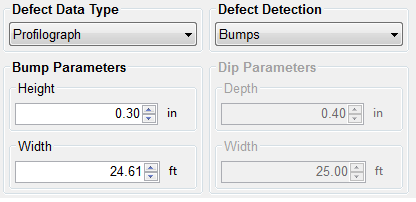 Defect Data Type
Defect Detection
Profilograph
Bumps
Bump Parameters
Dip Parameters
Height
Depth
0.30 in
0.40 in
Width
Width
24.61 ft
25.00 ft